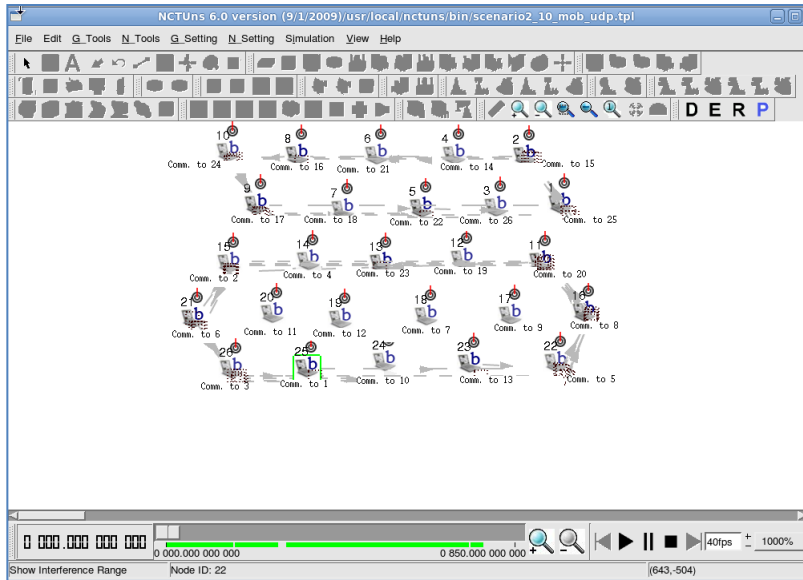 NCTUns 6.0 version (9/1/2009)/usr/local/nctuns/bin/scenario2_10_mob_udp.tpl
File Edit G_Tools N_Tools G_Setting N_Setting Simulation View Help
D E R P
10 8 6 4 2
b b b b b
Comm. to 24 Comm. to 16 Comm. to 21 Comm. to 14 Comm. to 15
9 7 5 3
b b b b b
Comm. to 17 Comm. to 18 Comm. to 22 Comm. to 26 Comm. to 25
15 14 13 12 11
b b b b b
Comm. to 2 Comm. to 4 Comm. to 23 Comm. to 19 Comm. to 20
21 20 19 18 17 16
b b b b b b
Comm. to 6 Comm. to 11 Comm. to 12 Comm. to 7 Comm. to 9 Comm. to 8
26 25 24 23 22
b b b b b
Comm. to 3 Comm. to 1 Comm. to 10 Comm. to 13 Comm. to 5
0 000.000 000 000
0 000.000 000 000 0 850.000 000 000
40fps + - 1000%
Show Interference Range Node ID: 22 (643,-504)